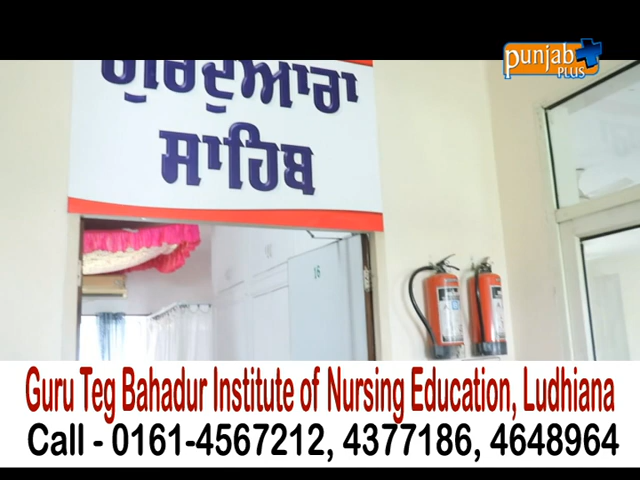 punjab
PLUS
ਗੁਰਦੁਆਰਾ
ਸਾਹਿਬ
16
Guru Teg Bahadur Institute of Nursing Education, Ludhiana
Call - 0161-4567212, 4377186, 4648964